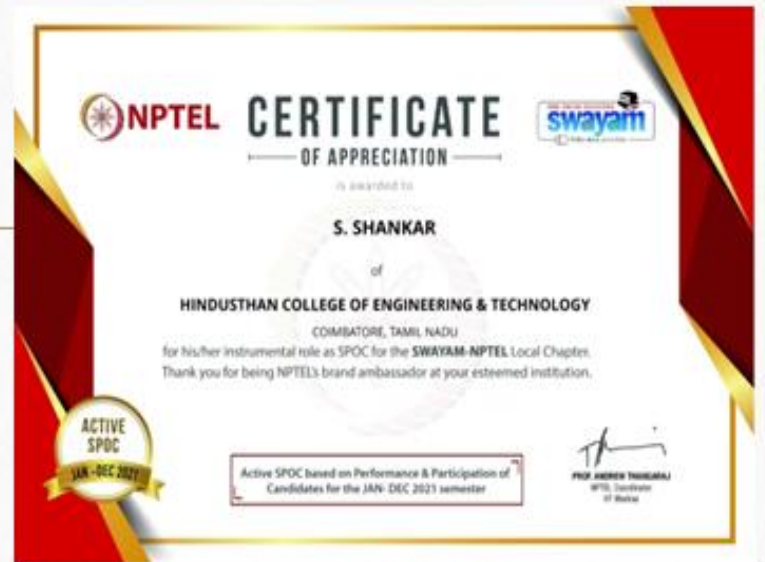 NPTEL
CERTIFICATE
OF APPRECIATION
swayam
is awarded to
S. SHANKAR
of
HINDUSTHAN COLLEGE OF ENGINEERING & TECHNOLOGY
COIMBATORE, TAMIL NADU
for his/her instrumental role as SPOC for the SWAYAM-NPTEL Local Chapter.
Thank you for being NPTEL's brand ambassador at your esteemed institution.
ACTIVE
SPOC
JAN -DEC 2021
Active SPOC based on Performance & Participation of
Candidates for the JAN- DEC 2021 semester
PROF. ANDREW THANGARAJ
NPTEL Coordinator
IIT Madras